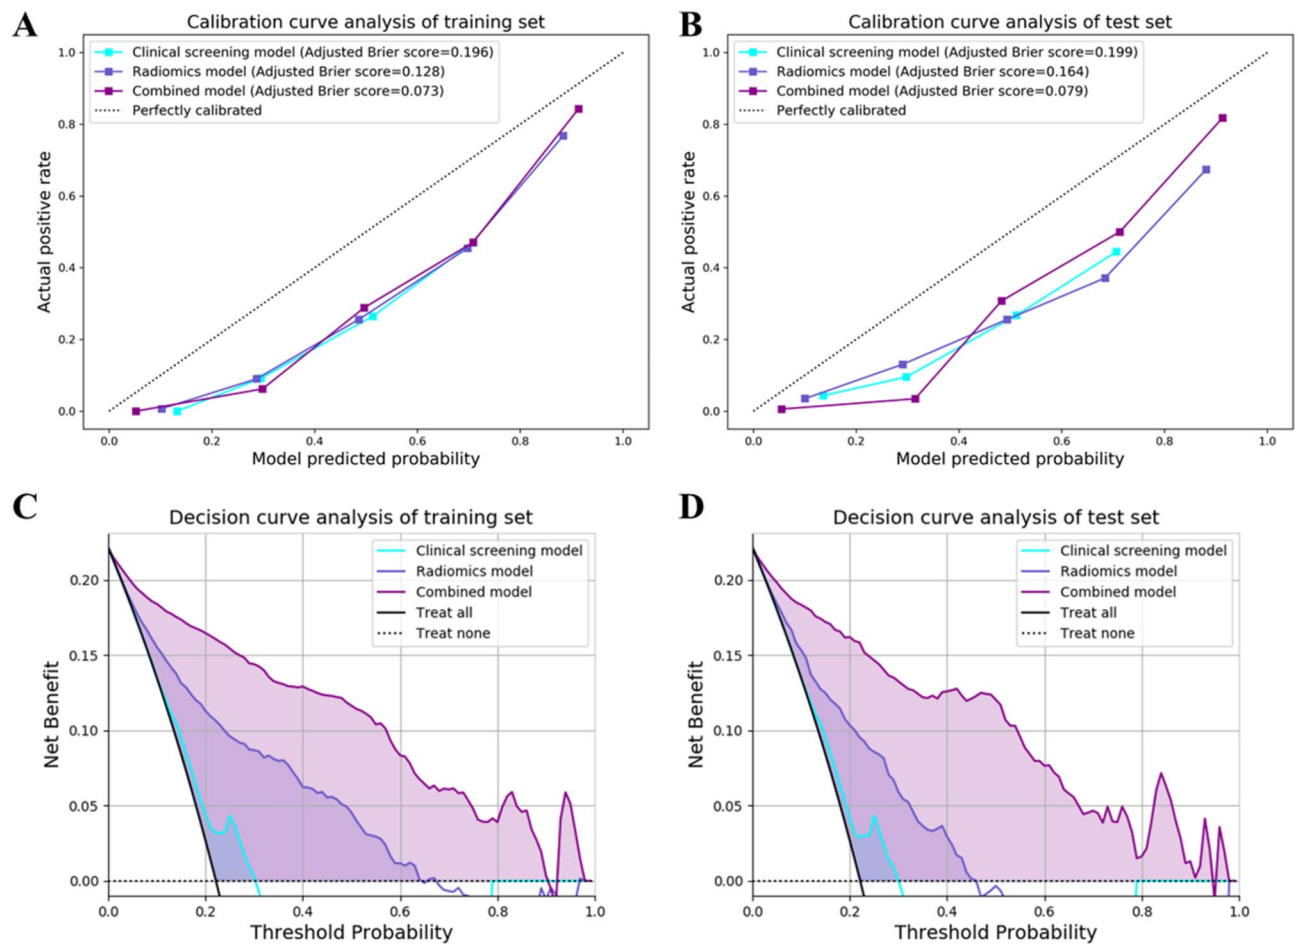 A
Calibration curve analysis of training set
Clinical screening model (Adjusted Brier score=0.196)
Radiomics model (Adjusted Brier score=0.128)
Combined model (Adjusted Brier score=0.073)
Perfectly calibrated
Actual positive rate
1.0
0.8
0.6
0.4
0.2
0.0
0.0 0.2 0.4 0.6 0.8 1.0
Model predicted probability
B
Calibration curve analysis of test set
Clinical screening model (Adjusted Brier score=0.199)
Radiomics model (Adjusted Brier score=0.164)
Combined model (Adjusted Brier score=0.079)
Perfectly calibrated
Actual positive rate
1.0
0.8
0.6
0.4
0.2
0.0
0.0 0.2 0.4 0.6 0.8 1.0
Model predicted probability
C
Decision curve analysis of training set
Clinical screening model
Radiomics model
Combined model
Treat all
Treat none
Net Benefit
0.20
0.15
0.10
0.05
0.00
0.0 0.2 0.4 0.6 0.8 1.0
Threshold Probability
D
Decision curve analysis of test set
Clinical screening model
Radiomics model
Combined model
Treat all
Treat none
Net Benefit
0.20
0.15
0.10
0.05
0.00
0.0 0.2 0.4 0.6 0.8 1.0
Threshold Probability